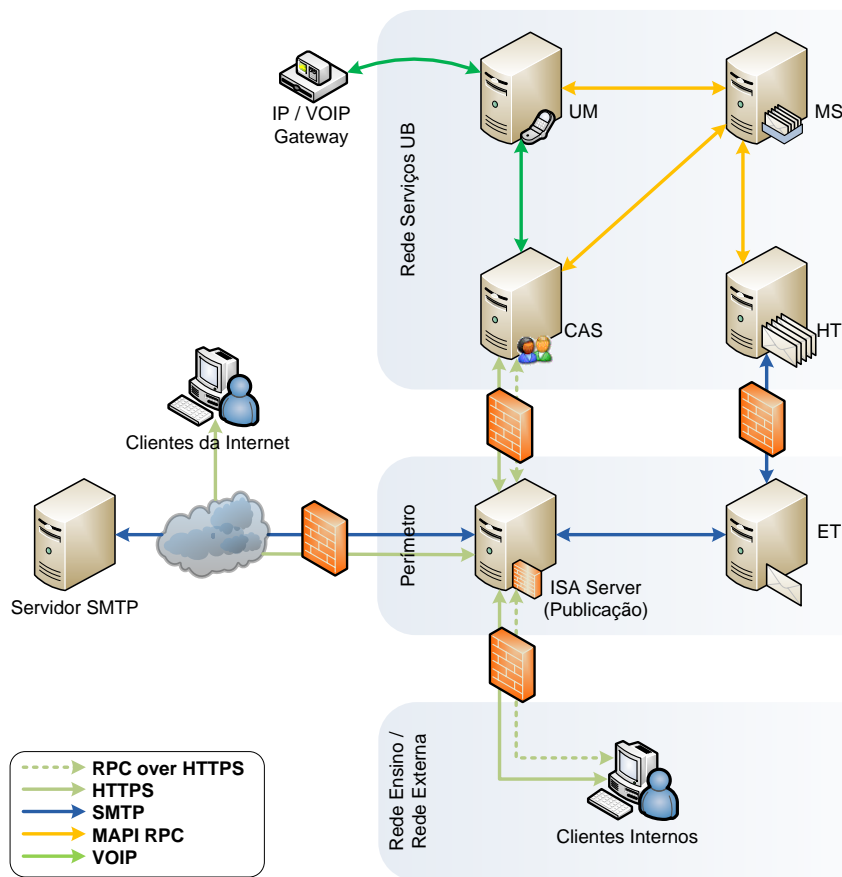 IP / VOIP
Gateway
Rede Serviços UB
UM
MS
CAS
HT
Clientes da Internet
Servidor SMTP
Perímetro
ISA Server
(Publicação)
ET
Rede Ensino /
Rede Externa
Clientes Internos
RPC over HTTPS
HTTPS
SMTP
MAPI RPC
VOIP